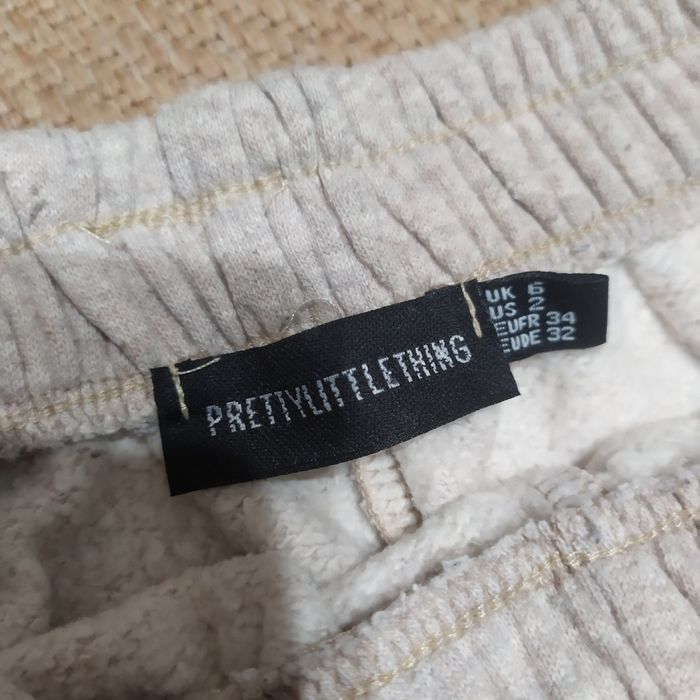 PRETTYLITTLETHING
UK 6
US 2
EUFR 34
EUDE 32